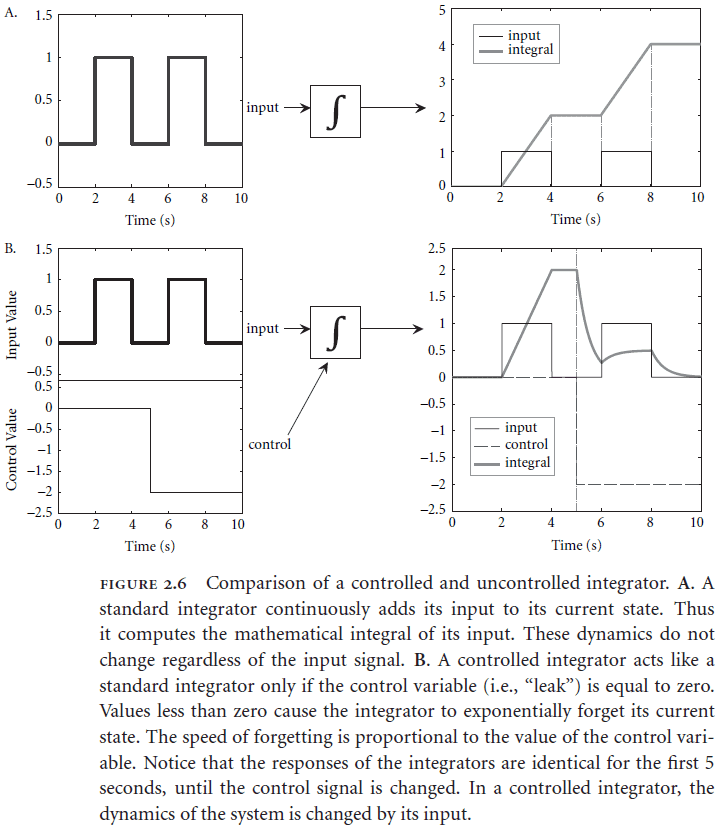 A.
1.5
1
0.5
0
−0.5
0 2 4 6 8 10
Time (s)
input
∫
5
4
3
2
1
0
input
integral
0 2 4 6 8 10
Time (s)
B.
Input Value
1.5
1
0.5
0
−0.5
Control Value
0.5
0
−0.5
−1
−1.5
−2
−2.5
0 2 4 6 8 10
Time (s)
input
∫
control
2.5
2
1.5
1
0.5
0
−0.5
−1
−1.5
−2
−2.5
input
control
integral
0 2 4 6 8 10
Time (s)
FIGURE 2.6 Comparison of a controlled and uncontrolled integrator. A. A
standard integrator continuously adds its input to its current state. Thus
it computes the mathematical integral of its input. These dynamics do not
change regardless of the input signal. B. A controlled integrator acts like a
standard integrator only if the control variable (i.e., “leak”) is equal to zero.
Values less than zero cause the integrator to exponentially forget its current
state. The speed of forgetting is proportional to the value of the control vari-
able. Notice that the responses of the integrators are identical for the first 5
seconds, until the control signal is changed. In a controlled integrator, the
dynamics of the system is changed by its input.